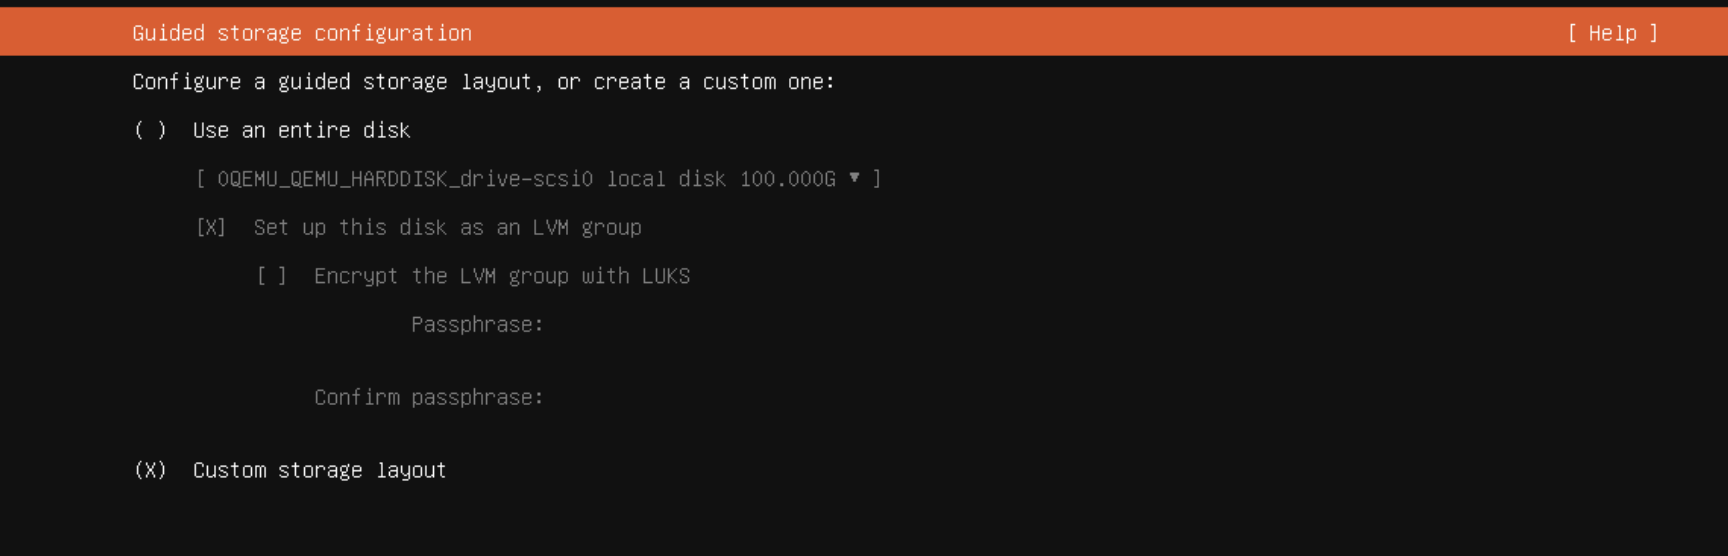 Guided storage configuration [ Help ]
Configure a guided storage layout, or create a custom one:
( ) Use an entire disk
[ 0QEMU_QEMU_HARDDISK_drive-scsi0 local disk 100.000G ▾ ]
[X] Set up this disk as an LVM group
[ ] Encrypt the LVM group with LUKS
Passphrase:
Confirm passphrase:
(X) Custom storage layout